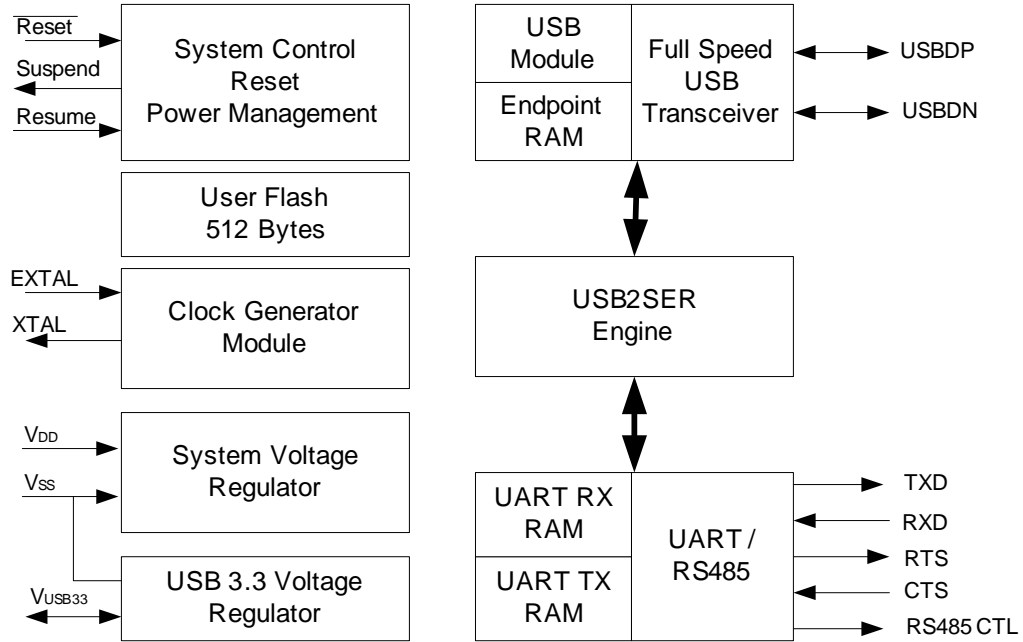 Reset
Suspend
Resume
System Control
Reset
Power Management
User Flash
512 Bytes
EXTAL
XTAL
Clock Generator
Module
VDD
VSS
System Voltage
Regulator
VUSB33
USB 3.3 Voltage
Regulator
USB
Module
Endpoint
RAM
Full Speed
USB
Transceiver
USBDP
USBDN
USB2SER
Engine
UART RX
RAM
UART TX
RAM
UART /
RS485
TXD
RXD
RTS
CTS
RS485 CTL